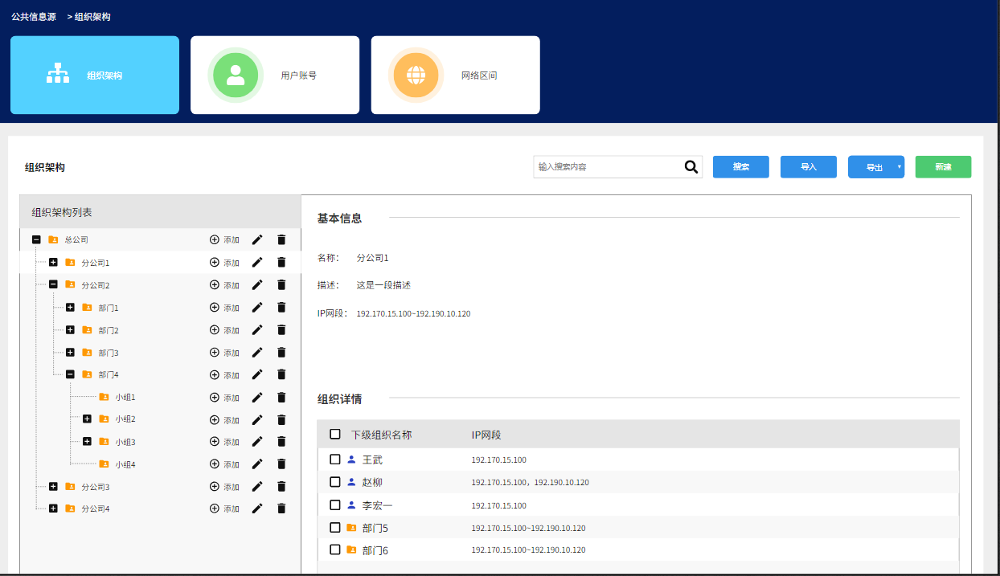 公共信息源 > 组织架构
组织架构
用户账号
网络区间
组织架构
输入搜索内容
搜索
导入
导出
新建
组织架构列表
总公司 添加
分公司1 添加
分公司2 添加
部门1 添加
部门2 添加
部门3 添加
部门4 添加
小组1 添加
小组2 添加
小组3 添加
小组4 添加
分公司3 添加
分公司4 添加
基本信息
名称： 分公司1
描述： 这是一段描述
IP网段： 192.170.15.100~192.190.10.120
组织详情
下级组织名称 IP网段
王武 192.170.15.100
赵柳 192.170.15.100，192.190.10.120
李宏一 192.170.15.100
部门5 192.170.15.100~192.190.10.120
部门6 192.170.15.100~192.190.10.120